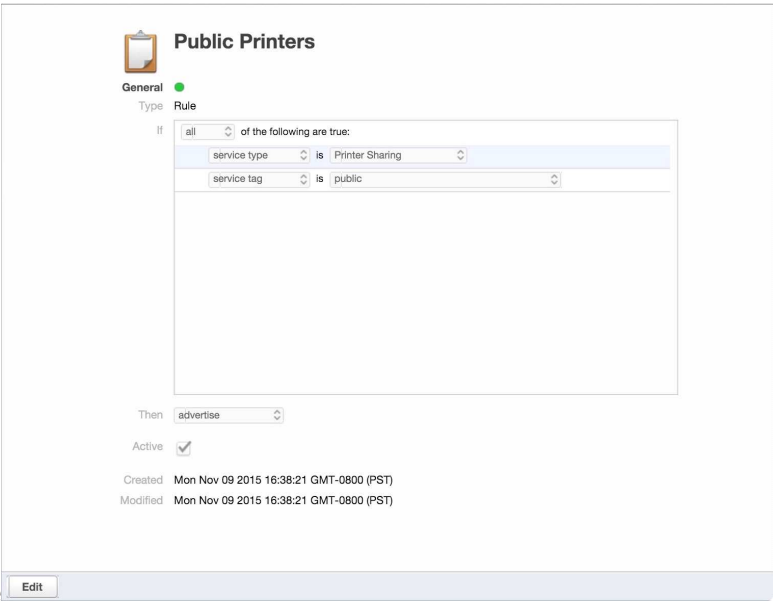 Public Printers
General
Type Rule
If all of the following are true:
service type is Printer Sharing
service tag is public
Then advertise
Active
Created Mon Nov 09 2015 16:38:21 GMT-0800 (PST)
Modified Mon Nov 09 2015 16:38:21 GMT-0800 (PST)
Edit